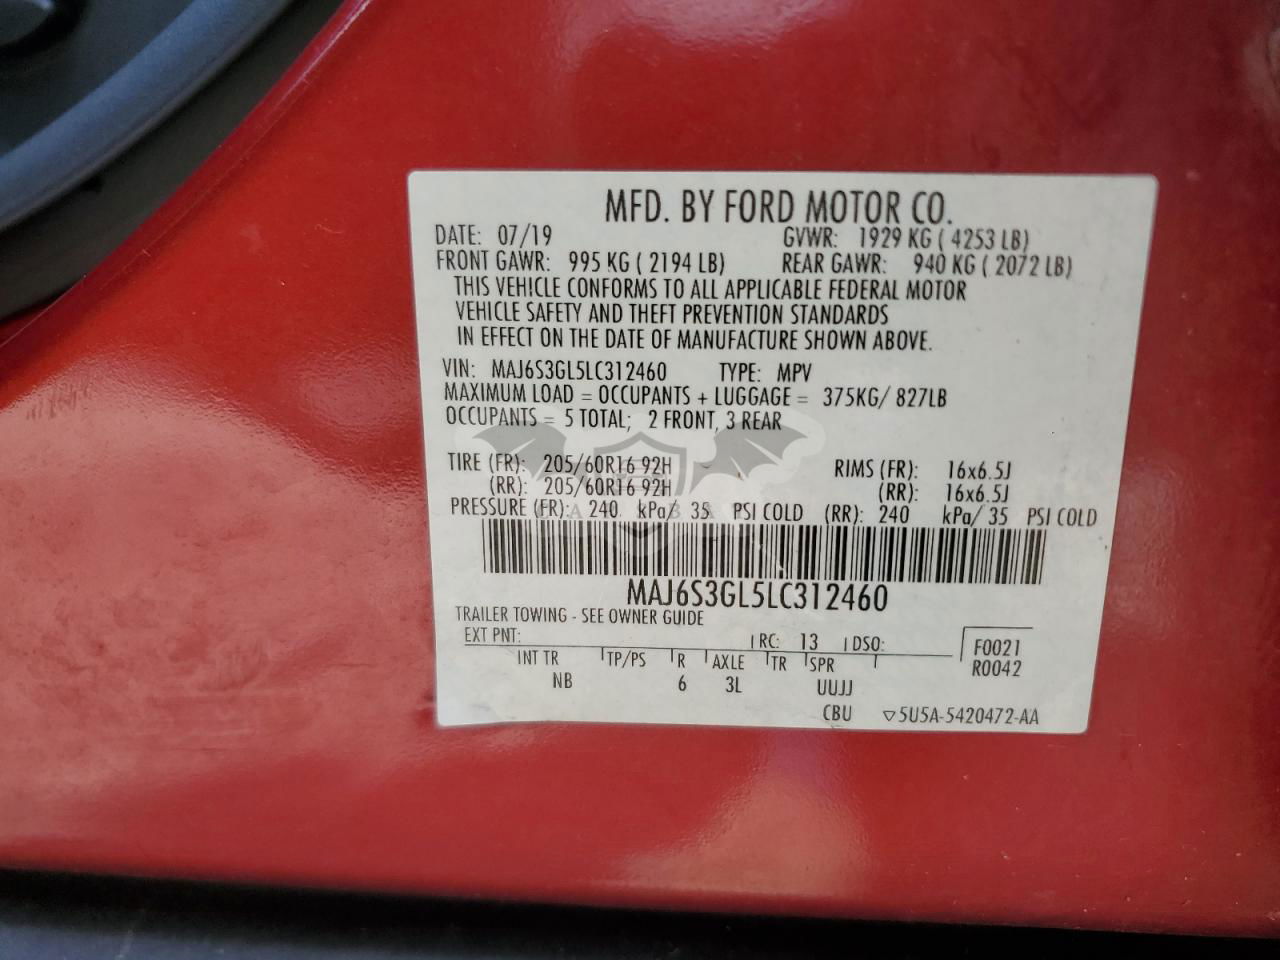 MFD. BY FORD MOTOR CO.
DATE: 07/19 GVWR: 1929 KG ( 4253 LB)
FRONT GAWR: 995 KG ( 2194 LB) REAR GAWR: 940 KG ( 2072 LB)
THIS VEHICLE CONFORMS TO ALL APPLICABLE FEDERAL MOTOR
VEHICLE SAFETY AND THEFT PREVENTION STANDARDS
IN EFFECT ON THE DATE OF MANUFACTURE SHOWN ABOVE.
VIN: MAJ6S3GL5LC312460 TYPE: MPV
MAXIMUM LOAD = OCCUPANTS + LUGGAGE = 375KG/ 827LB
OCCUPANTS = 5 TOTAL; 2 FRONT, 3 REAR
TIRE (FR): 205/60R16 92H RIMS (FR): 16x6.5J
(RR): 205/60R16 92H (RR): 16x6.5J
PRESSURE (FR): 240 kPa/ 35 PSI COLD (RR): 240 kPa/ 35 PSI COLD
MAJ6S3GL5LC312460
TRAILER TOWING - SEE OWNER GUIDE
EXT PNT: RC: 13 DSO: F0021
R0042
INT TR TP/PS R AXLE TR SPR
NB 6 3L UUJJ
CBU ▽5U5A-5420472-AA